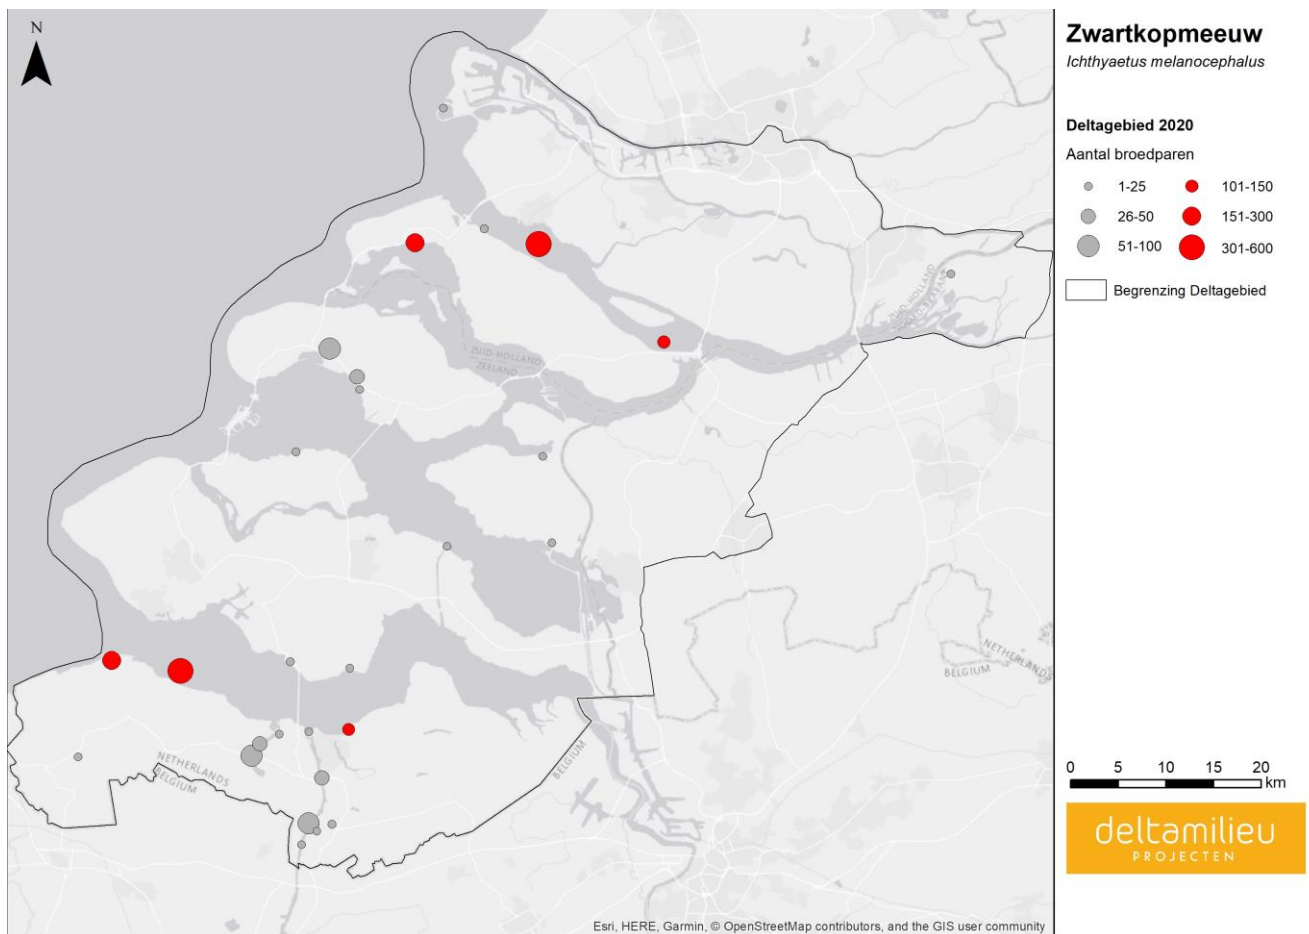 N
Zwartkopmeeuw
Ichthyaetus melanocephalus
Deltagebied 2020
Aantal broedparen
1-25
101-150
26-50
151-300
51-100
301-600
Begrenzing Deltagebied
ZUID-HOLLAND
ZUID-HOLLAND
ZEELAND
NETHERLANDS
BELGIUM
NETHERLANDS
BELGIUM
BELGIUM
0 5 10 15 20
km
deltamilieu
PROJECTEN
Esri, HERE, Garmin, © OpenStreetMap contributors, and the GIS user community